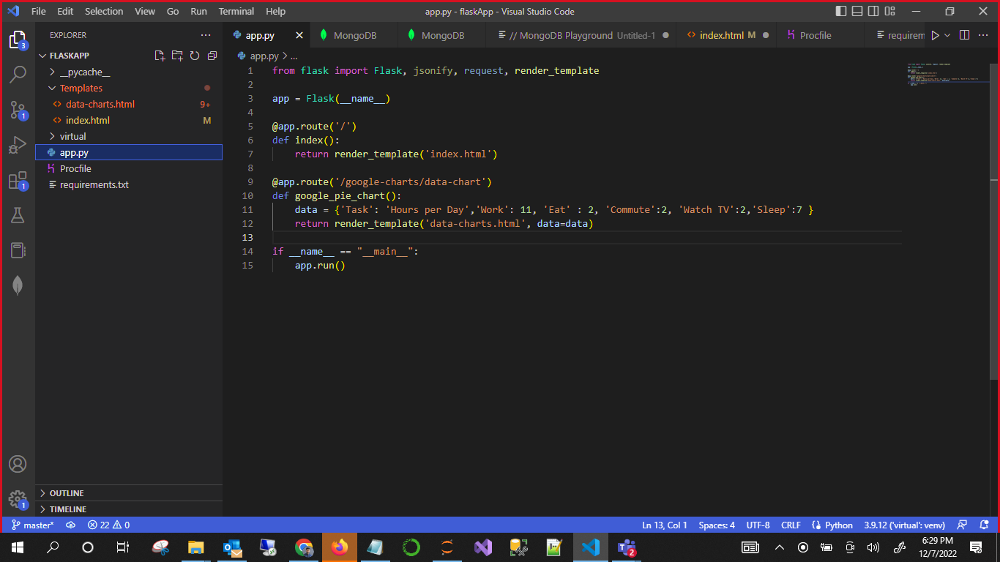 File Edit Selection View Go Run Terminal Help app.py - flaskApp - Visual Studio Code
EXPLORER
app.py MongoDB MongoDB // MongoDB Playground Untitled-1 index.html M Procfile requirem
FLASKAPP
app.py > ...
__pycache__
Templates
data-charts.html 9+
index.html M
virtual
app.py
Procfile
requirements.txt
3
1
1
1
1 from flask import Flask, jsonify, request, render_template
2
3 app = Flask(__name__)
4
5 @app.route('/')
6 def index():
7 return render_template('index.html')
8
9 @app.route('/google-charts/data-chart')
10 def google_pie_chart():
11 data = {'Task': 'Hours per Day','Work': 11, 'Eat' : 2, 'Commute':2, 'Watch TV':2,'Sleep':7 }
12 return render_template('data-charts.html', data=data)
13
14 if __name__ == "__main__":
15 app.run()
OUTLINE
TIMELINE
master* 22 0 Ln 13, Col 1 Spaces: 4 UTF-8 CRLF Python 3.9.12 ('virtual': venv)
2
6:29 PM
12/7/2022